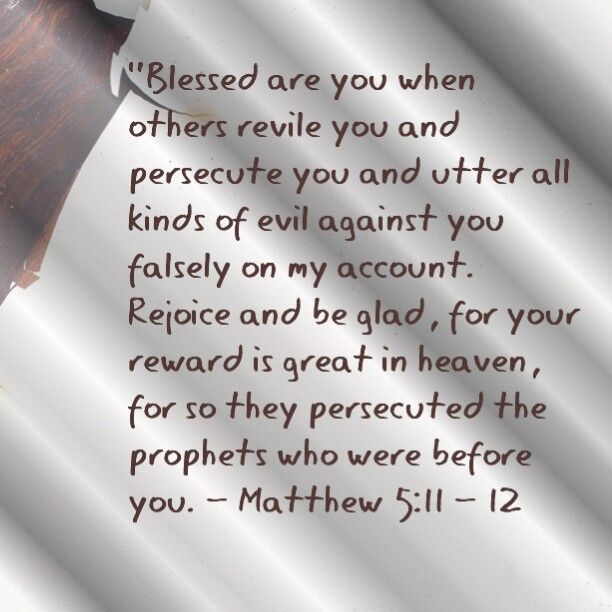 "Blessed are you when
others revile you and
persecute you and utter all
kinds of evil against you
falsely on my account.
Rejoice and be glad, for your
reward is great in heaven,
for so they persecuted the
prophets who were before
you. – Matthew 5:11 – 12